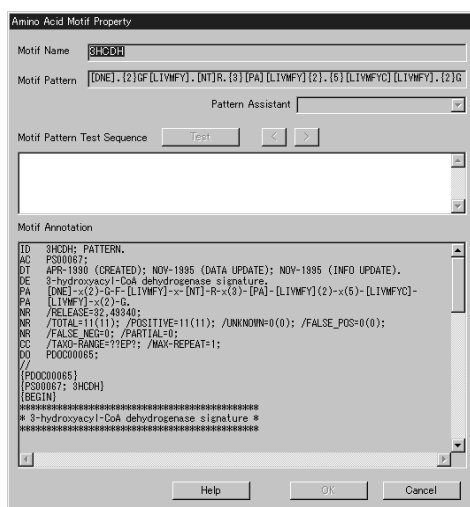 Amino Acid Motif Property
Motif Name 3HCDH
Motif Pattern [DNE].{2}GF[LIVMFY].[NT]R.{3}[PA][LIVMFY]{2}.{5}[LIVMFYC][LIVMFY].{2}G
Pattern Assistant
Motif Pattern Test Sequence Test < >
Motif Annotation
ID 3HCDH; PATTERN.
AC PS00067;
DT APR-1990 (CREATED); NOV-1995 (DATA UPDATE); NOV-1995 (INFO UPDATE).
DE 3-hydroxyacyl-CoA dehydrogenase signature.
PA [DNE]-x(2)-G-F-[LIVMFY]-x-[NT]-R-x(3)-[PA]-[LIVMFY](2)-x(5)-[LIVMFYC]-
PA [LIVMFY]-x(2)-G.
NR /RELEASE=32,49340;
NR /TOTAL=11(11); /POSITIVE=11(11); /UNKNOWN=0(0); /FALSE_POS=0(0);
NR /FALSE_NEG=0; /PARTIAL=0;
CC /TAXO-RANGE=??EP?; /MAX-REPEAT=1;
DO PDOC00065;
//
{PDOC00065}
{PS00067; 3HCDH}
{BEGIN}
************************************************
* 3-hydroxyacyl-CoA dehydrogenase signature *
************************************************
Help OK Cancel